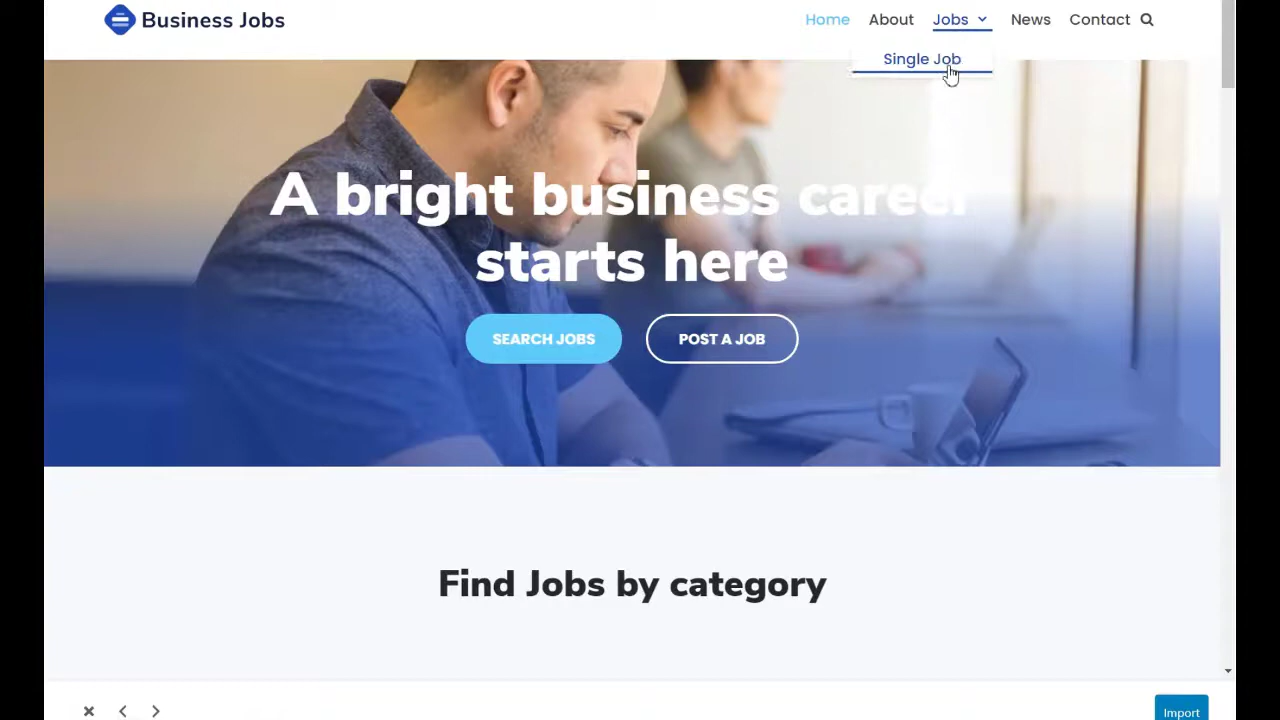 Business Jobs
Home About Jobs News Contact
Single Job
A bright business career
starts here
SEARCH JOBS POST A JOB
Find Jobs by category
Import